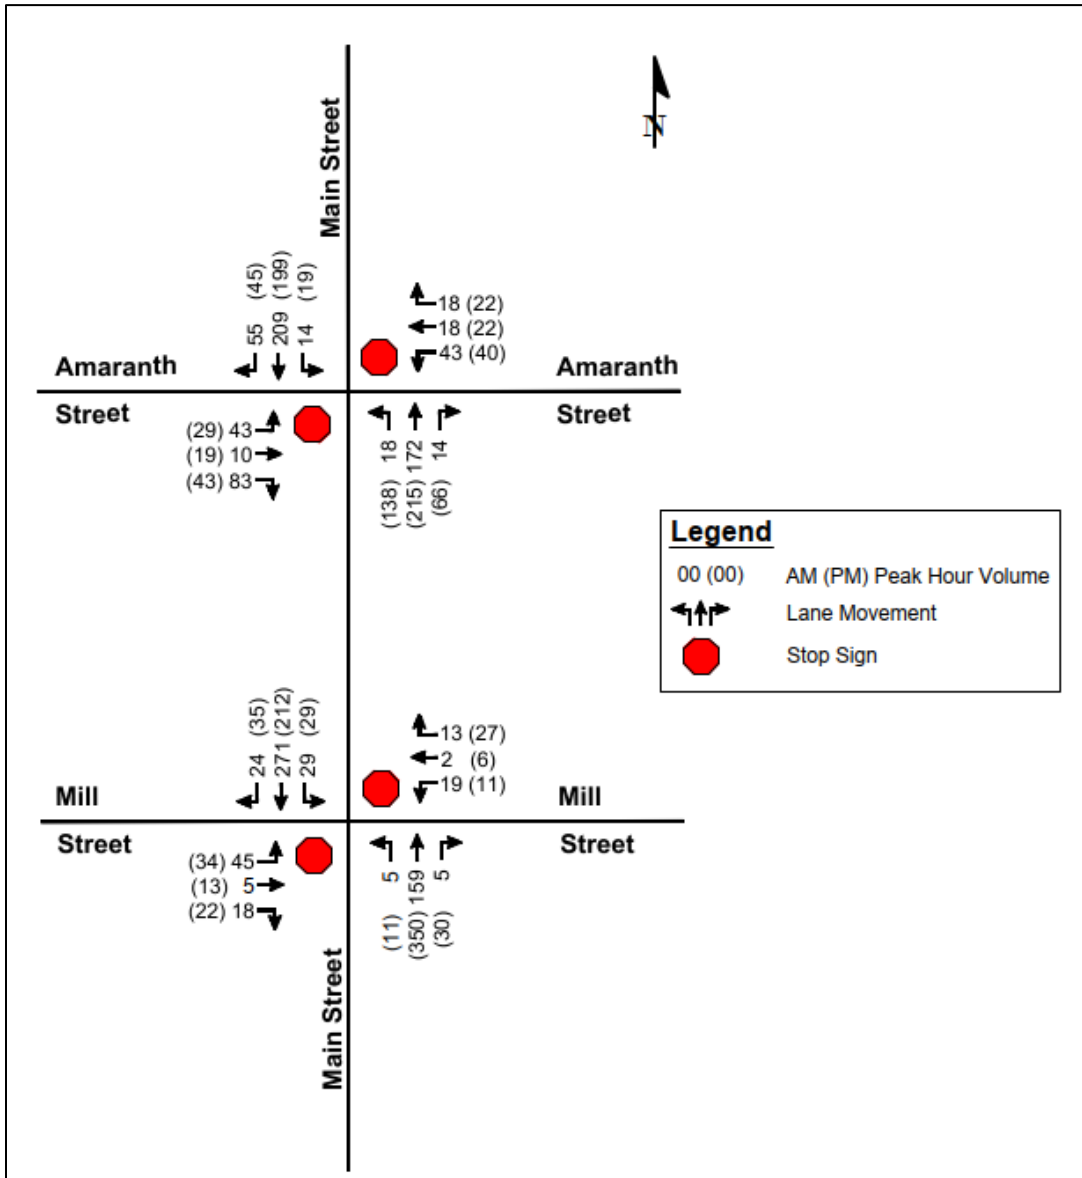 N
Main Street
55 (45)
209 (199)
14 (19)
18 (22)
18 (22)
43 (40)
Amaranth
Street
Amaranth
Street
(29) 43
(19) 10
(43) 83
(138) 18
(215) 172
(66) 14
Legend
00 (00) AM (PM) Peak Hour Volume
Lane Movement
Stop Sign
24 (35)
271 (212)
29 (29)
13 (27)
2 (6)
19 (11)
Mill
Street
Mill
Street
(34) 45
(13) 5
(22) 18
(11) 5
(350) 159
(30) 5
Main Street